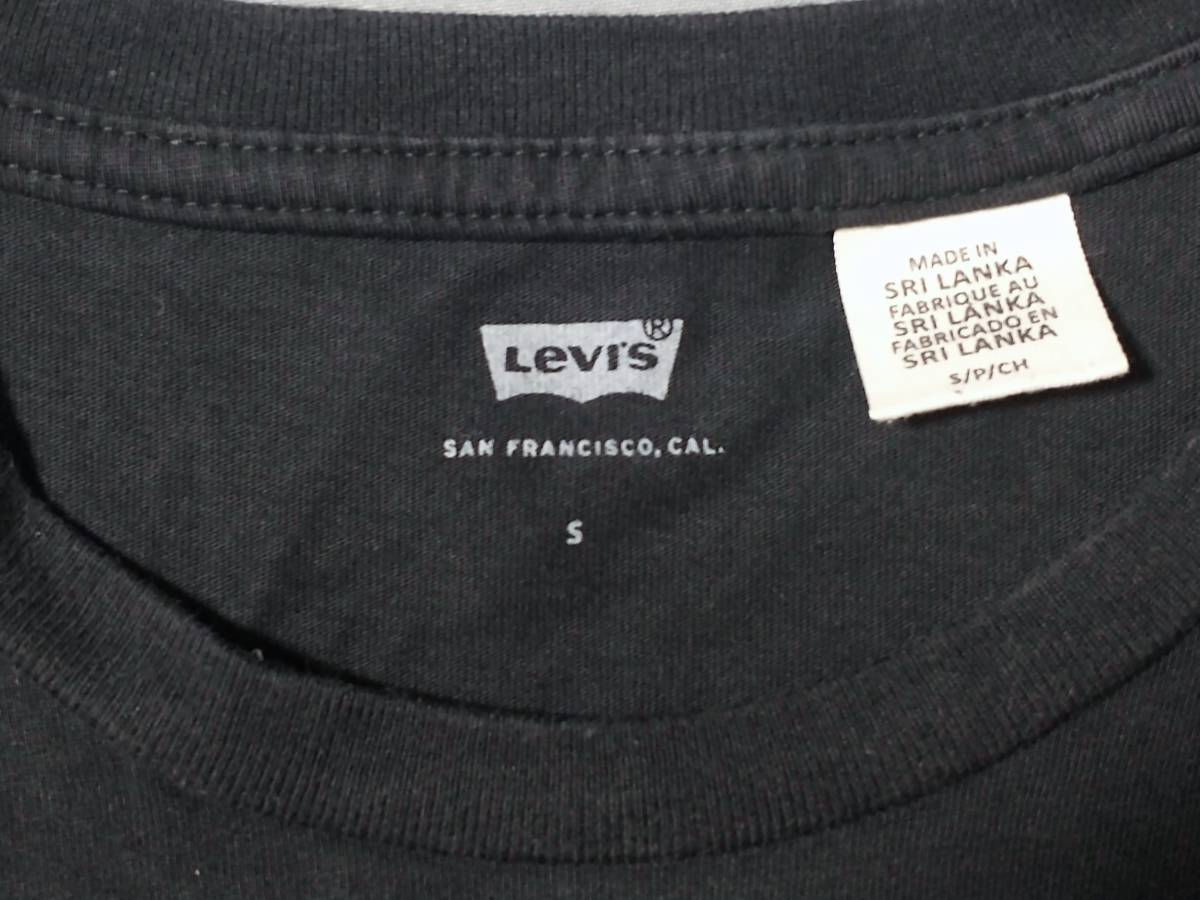 LEVI'S®
SAN FRANCISCO, CAL.
S
MADE IN
SRI LANKA
FABRIQUE AU
SRI LANKA
FABRICADO EN
SRI LANKA
S/P/CH